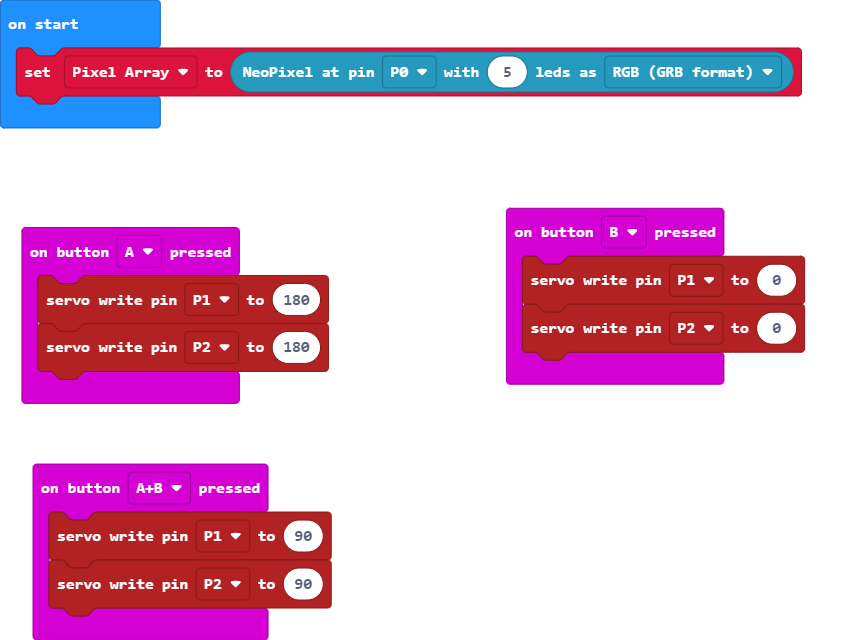 on start
set Pixel Array to NeoPixel at pin P0 with 5 leds as RGB (GRB format)
on button A pressed
servo write pin P1 to 180
servo write pin P2 to 180
on button B pressed
servo write pin P1 to 0
servo write pin P2 to 0
on button A+B pressed
servo write pin P1 to 90
servo write pin P2 to 90